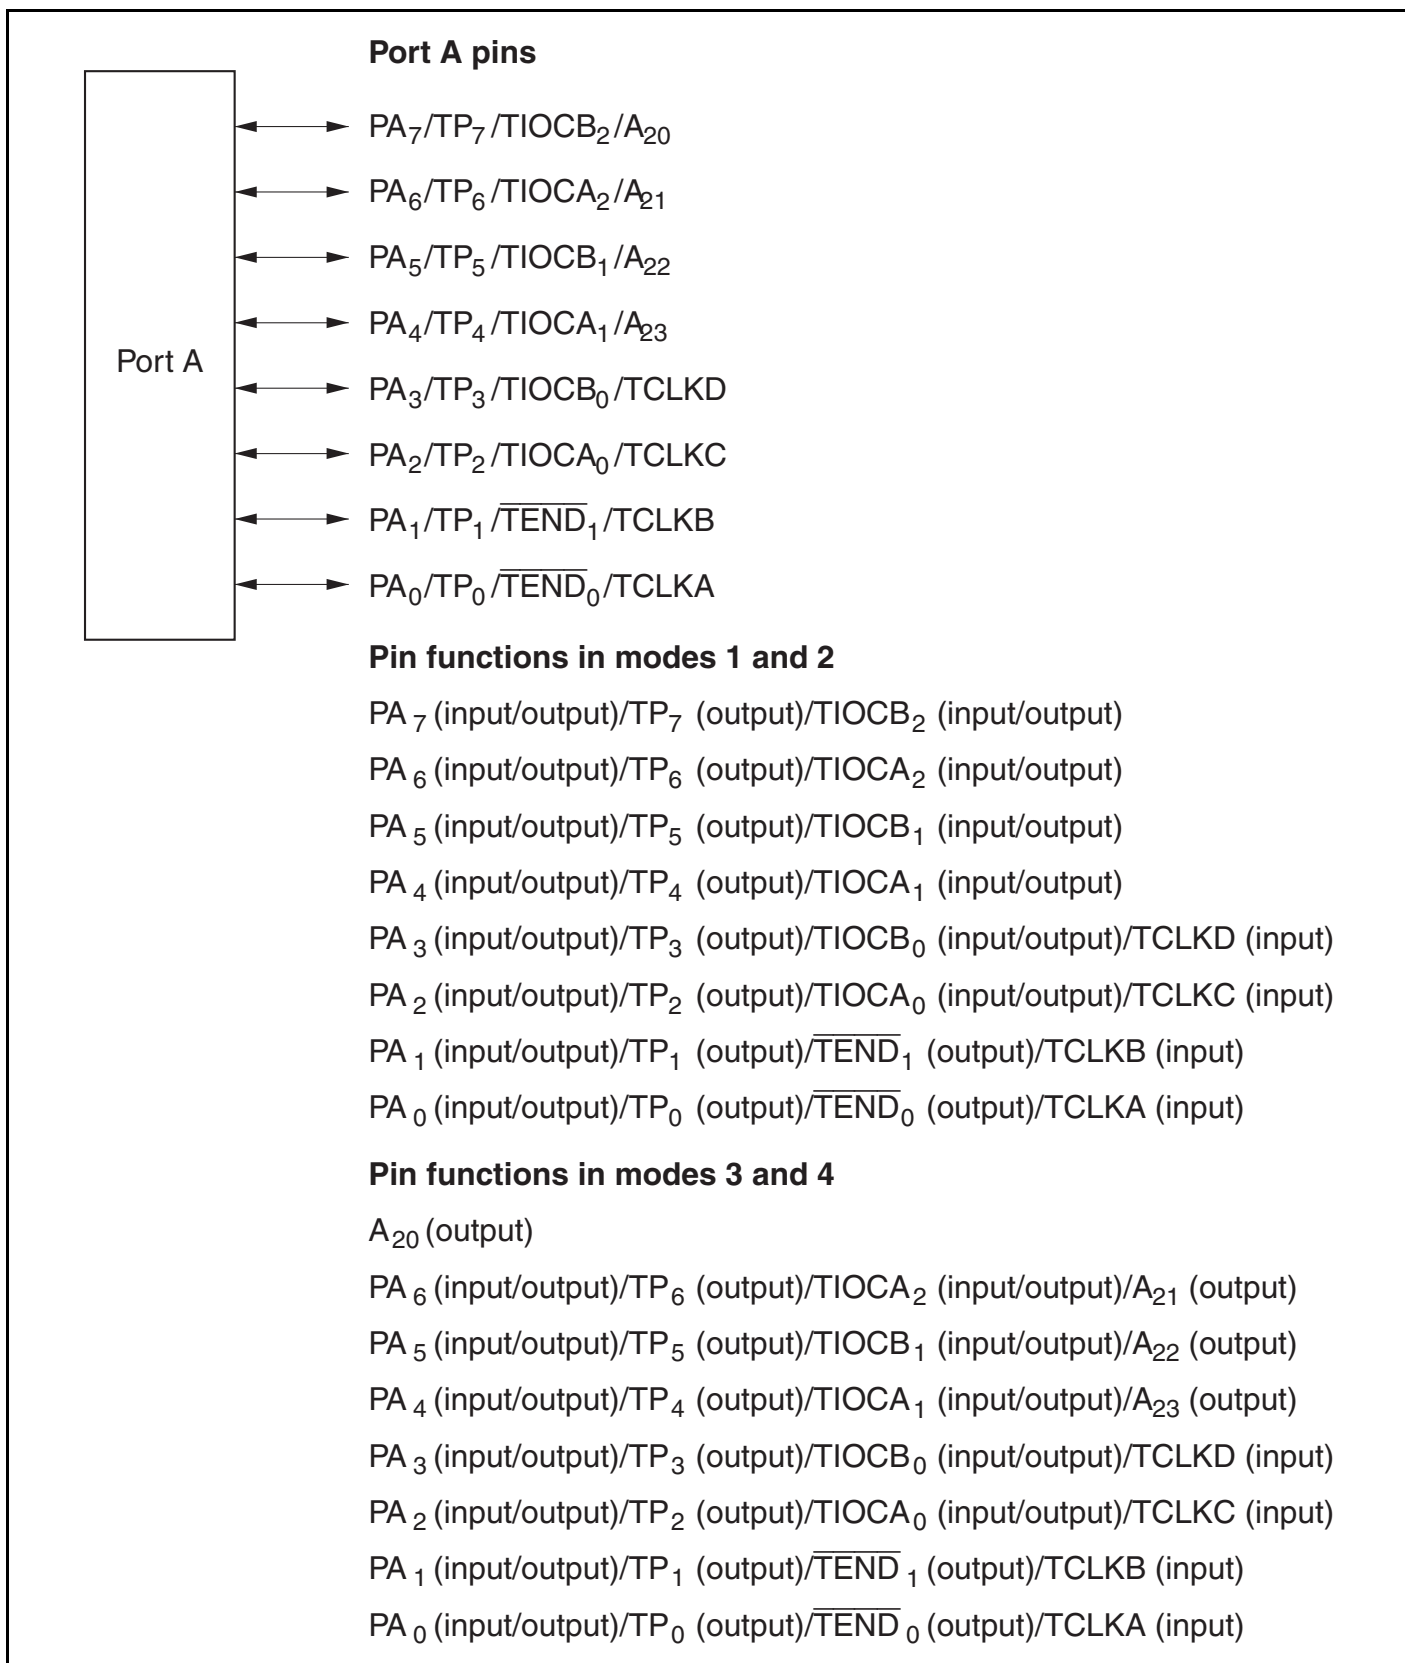 Port A pins
PA7/TP7/TIOCB2/A20
PA6/TP6/TIOCA2/A21
PA5/TP5/TIOCB1/A22
PA4/TP4/TIOCA1/A23
Port A
PA3/TP3/TIOCB0/TCLKD
PA2/TP2/TIOCA0/TCLKC
PA1/TP1/T̅E̅N̅D̅1/TCLKB
PA0/TP0/T̅E̅N̅D̅0/TCLKA
Pin functions in modes 1 and 2
PA7 (input/output)/TP7 (output)/TIOCB2 (input/output)
PA6 (input/output)/TP6 (output)/TIOCA2 (input/output)
PA5 (input/output)/TP5 (output)/TIOCB1 (input/output)
PA4 (input/output)/TP4 (output)/TIOCA1 (input/output)
PA3 (input/output)/TP3 (output)/TIOCB0 (input/output)/TCLKD (input)
PA2 (input/output)/TP2 (output)/TIOCA0 (input/output)/TCLKC (input)
PA1 (input/output)/TP1 (output)/T̅E̅N̅D̅1 (output)/TCLKB (input)
PA0 (input/output)/TP0 (output)/T̅E̅N̅D̅0 (output)/TCLKA (input)
Pin functions in modes 3 and 4
A20 (output)
PA6 (input/output)/TP6 (output)/TIOCA2 (input/output)/A21 (output)
PA5 (input/output)/TP5 (output)/TIOCB1 (input/output)/A22 (output)
PA4 (input/output)/TP4 (output)/TIOCA1 (input/output)/A23 (output)
PA3 (input/output)/TP3 (output)/TIOCB0 (input/output)/TCLKD (input)
PA2 (input/output)/TP2 (output)/TIOCA0 (input/output)/TCLKC (input)
PA1 (input/output)/TP1 (output)/T̅E̅N̅D̅1 (output)/TCLKB (input)
PA0 (input/output)/TP0 (output)/T̅E̅N̅D̅0 (output)/TCLKA (input)